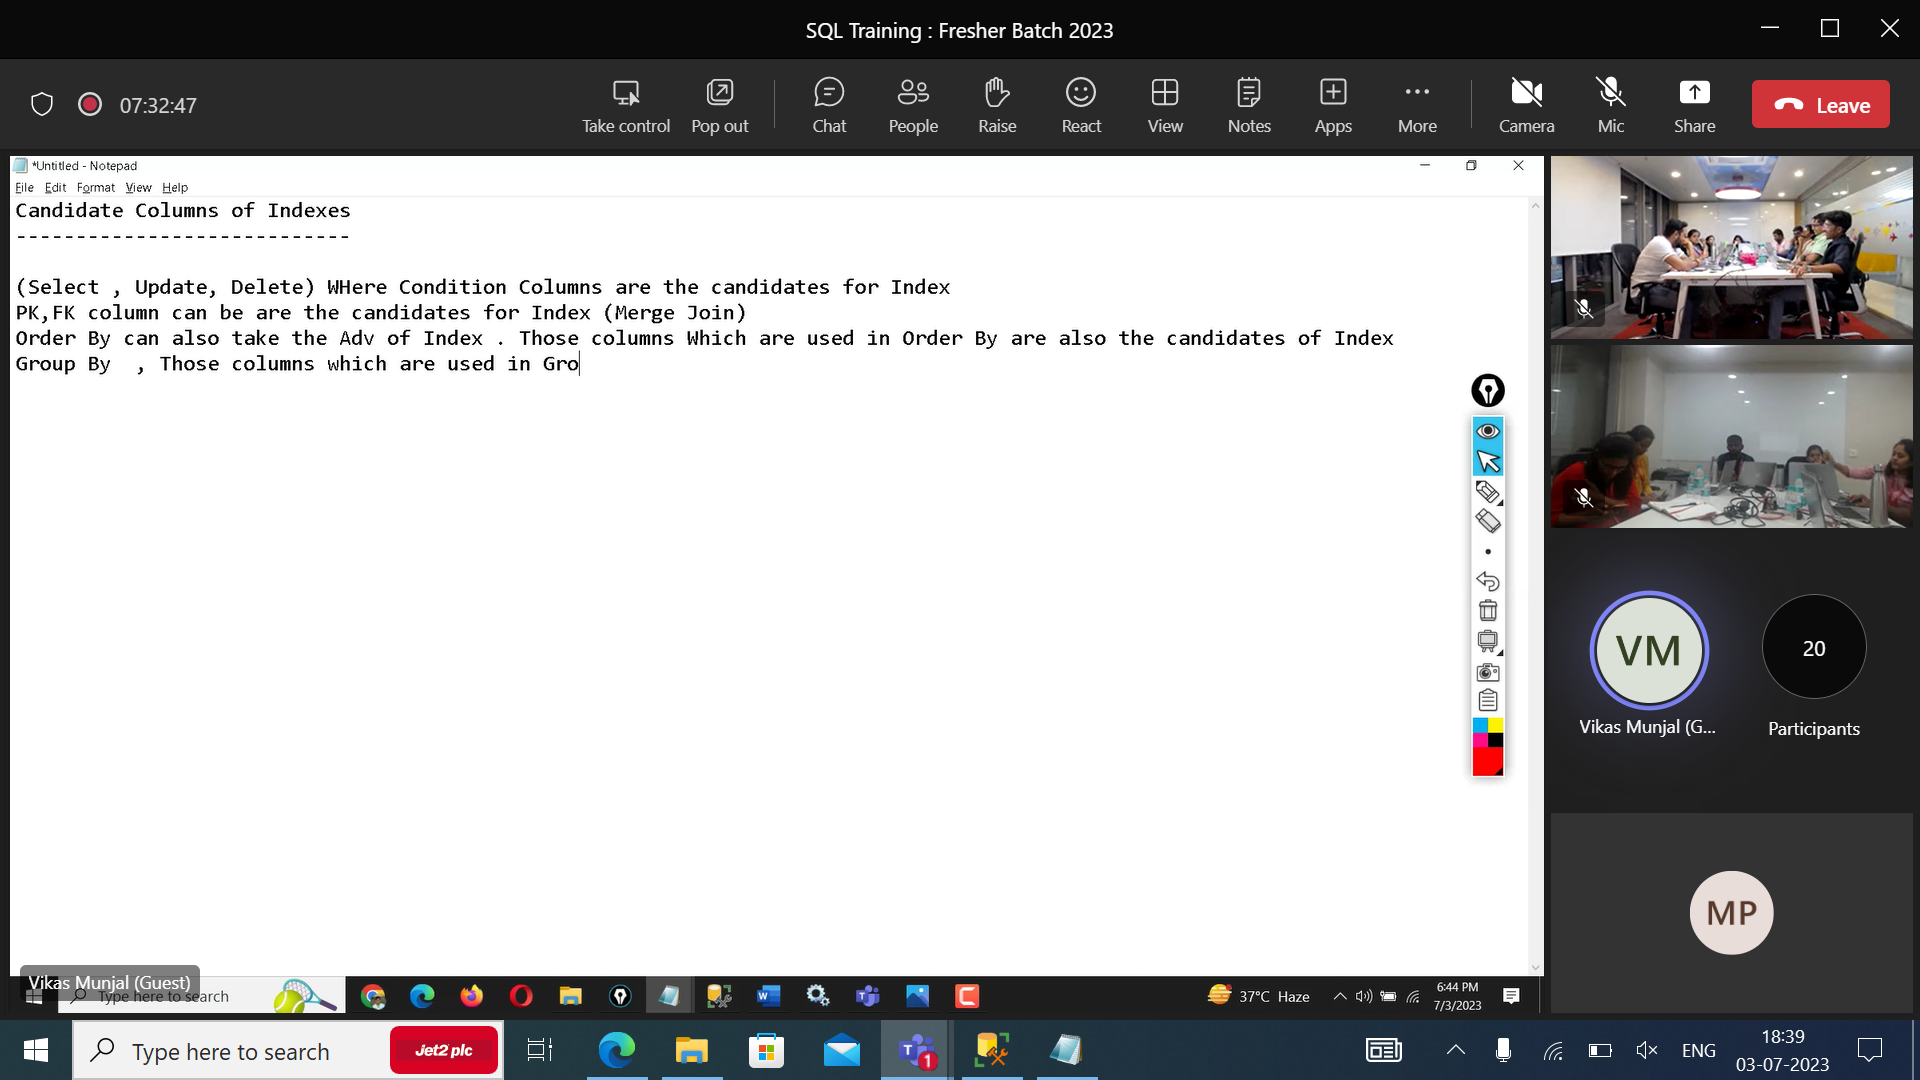 SQL Training : Fresher Batch 2023
07:32:47
Take control
Pop out
Chat
People
Raise
React
View
Notes
Apps
More
Camera
Mic
Share
Leave
*Untitled - Notepad
File Edit Format View Help
Candidate Columns of Indexes
----------------------------
(Select , Update, Delete) WHere Condition Columns are the candidates for Index
PK,FK column can be are the candidates for Index (Merge Join)
Order By can also take the Adv of Index . Those columns Which are used in Order By are also the candidates of Index
Group By  , Those columns which are used in Gro
VM
Vikas Munjal (G...
20
Participants
MP
Vikas Munjal (Guest)
Type here to search
37°C Haze
6:44 PM
7/3/2023
Type here to search
Jet2 plc
1
ENG
18:39
03-07-2023